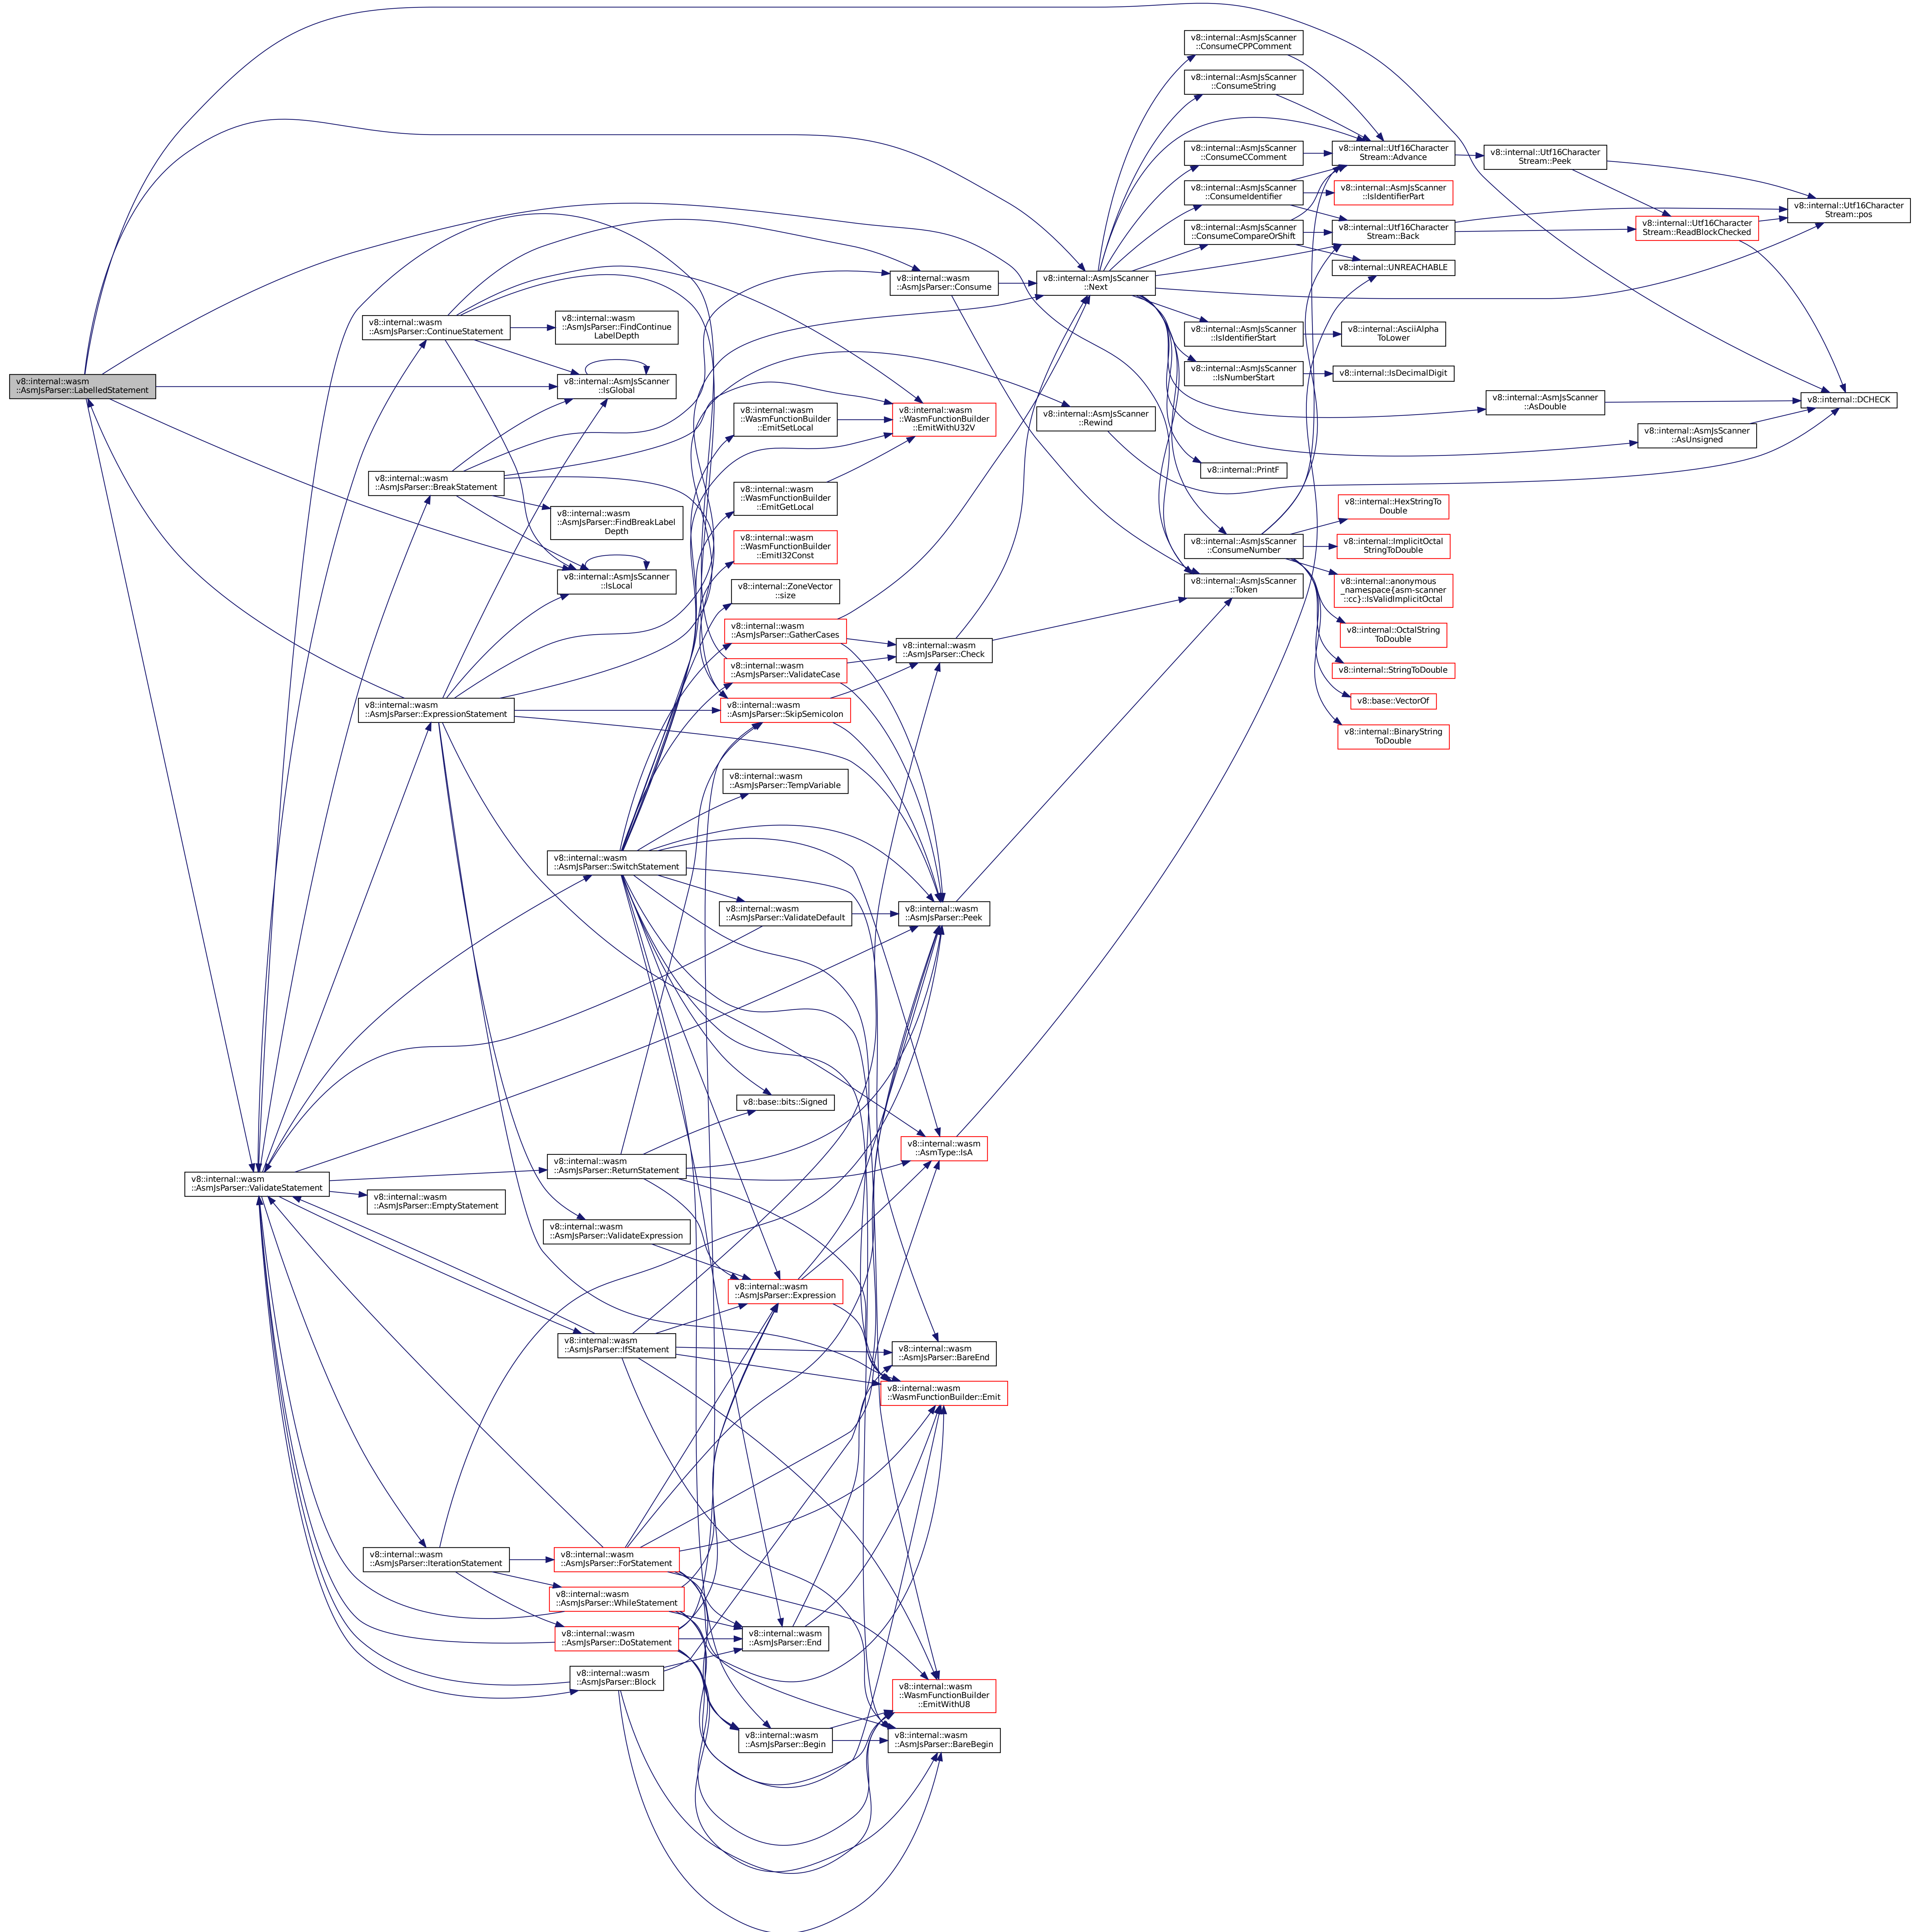 v8::internal::wasm
::AsmJsParser::LabelledStatement
v8::internal::wasm
::AsmJsParser::ValidateStatement
v8::internal::wasm
::AsmJsParser::ContinueStatement
v8::internal::wasm
::AsmJsParser::BreakStatement
v8::internal::wasm
::AsmJsParser::ExpressionStatement
v8::internal::wasm
::AsmJsParser::EmptyStatement
v8::internal::wasm
::AsmJsParser::IterationStatement
v8::internal::wasm
::AsmJsParser::FindContinue
LabelDepth
v8::internal::AsmJsScanner
::IsGlobal
v8::internal::wasm
::AsmJsParser::FindBreakLabel
Depth
v8::internal::AsmJsScanner
::IsLocal
v8::internal::wasm
::AsmJsParser::SwitchStatement
v8::internal::wasm
::AsmJsParser::ReturnStatement
v8::internal::wasm
::AsmJsParser::ValidateExpression
v8::internal::wasm
::AsmJsParser::IfStatement
v8::internal::wasm
::AsmJsParser::ForStatement
v8::internal::wasm
::AsmJsParser::WhileStatement
v8::internal::wasm
::AsmJsParser::DoStatement
v8::internal::wasm
::AsmJsParser::Block
v8::internal::wasm
::WasmFunctionBuilder
::EmitSetLocal
v8::internal::wasm
::WasmFunctionBuilder
::EmitGetLocal
v8::internal::wasm
::WasmFunctionBuilder
::EmitI32Const
v8::internal::ZoneVector
::size
v8::internal::wasm
::AsmJsParser::GatherCases
v8::internal::wasm
::AsmJsParser::ValidateCase
v8::internal::wasm
::AsmJsParser::SkipSemicolon
v8::internal::wasm
::AsmJsParser::TempVariable
v8::internal::wasm
::AsmJsParser::ValidateDefault
v8::base::bits::Signed
v8::internal::wasm
::AsmJsParser::Expression
v8::internal::wasm
::AsmJsParser::End
v8::internal::wasm
::AsmJsParser::Begin
v8::internal::wasm
::AsmJsParser::Consume
v8::internal::wasm
::WasmFunctionBuilder
::EmitWithU32V
v8::internal::wasm
::AsmJsParser::Check
v8::internal::wasm
::AsmJsParser::Peek
v8::internal::wasm
::AsmType::IsA
v8::internal::wasm
::AsmJsParser::BareEnd
v8::internal::wasm
::WasmFunctionBuilder::Emit
v8::internal::wasm
::WasmFunctionBuilder
::EmitWithU8
v8::internal::wasm
::AsmJsParser::BareBegin
v8::internal::AsmJsScanner
::Next
v8::internal::AsmJsScanner
::Rewind
v8::internal::AsmJsScanner
::ConsumeCPPComment
v8::internal::AsmJsScanner
::ConsumeString
v8::internal::AsmJsScanner
::ConsumeCComment
v8::internal::AsmJsScanner
::ConsumeIdentifier
v8::internal::AsmJsScanner
::ConsumeCompareOrShift
v8::internal::AsmJsScanner
::IsIdentifierStart
v8::internal::AsmJsScanner
::IsNumberStart
v8::internal::PrintF
v8::internal::AsmJsScanner
::ConsumeNumber
v8::internal::AsmJsScanner
::Token
v8::internal::Utf16Character
Stream::Advance
v8::internal::AsmJsScanner
::IsIdentifierPart
v8::internal::Utf16Character
Stream::Back
v8::internal::UNREACHABLE
v8::internal::AsciiAlpha
ToLower
v8::internal::IsDecimalDigit
v8::internal::HexStringTo
Double
v8::internal::ImplicitOctal
StringToDouble
v8::internal::anonymous
_namespace{asm-scanner
::cc}::IsValidImplicitOctal
v8::internal::OctalString
ToDouble
v8::internal::StringToDouble
v8::base::VectorOf
v8::internal::BinaryString
ToDouble
v8::internal::Utf16Character
Stream::Peek
v8::internal::AsmJsScanner
::AsDouble
v8::internal::Utf16Character
Stream::ReadBlockChecked
v8::internal::AsmJsScanner
::AsUnsigned
v8::internal::Utf16Character
Stream::pos
v8::internal::DCHECK